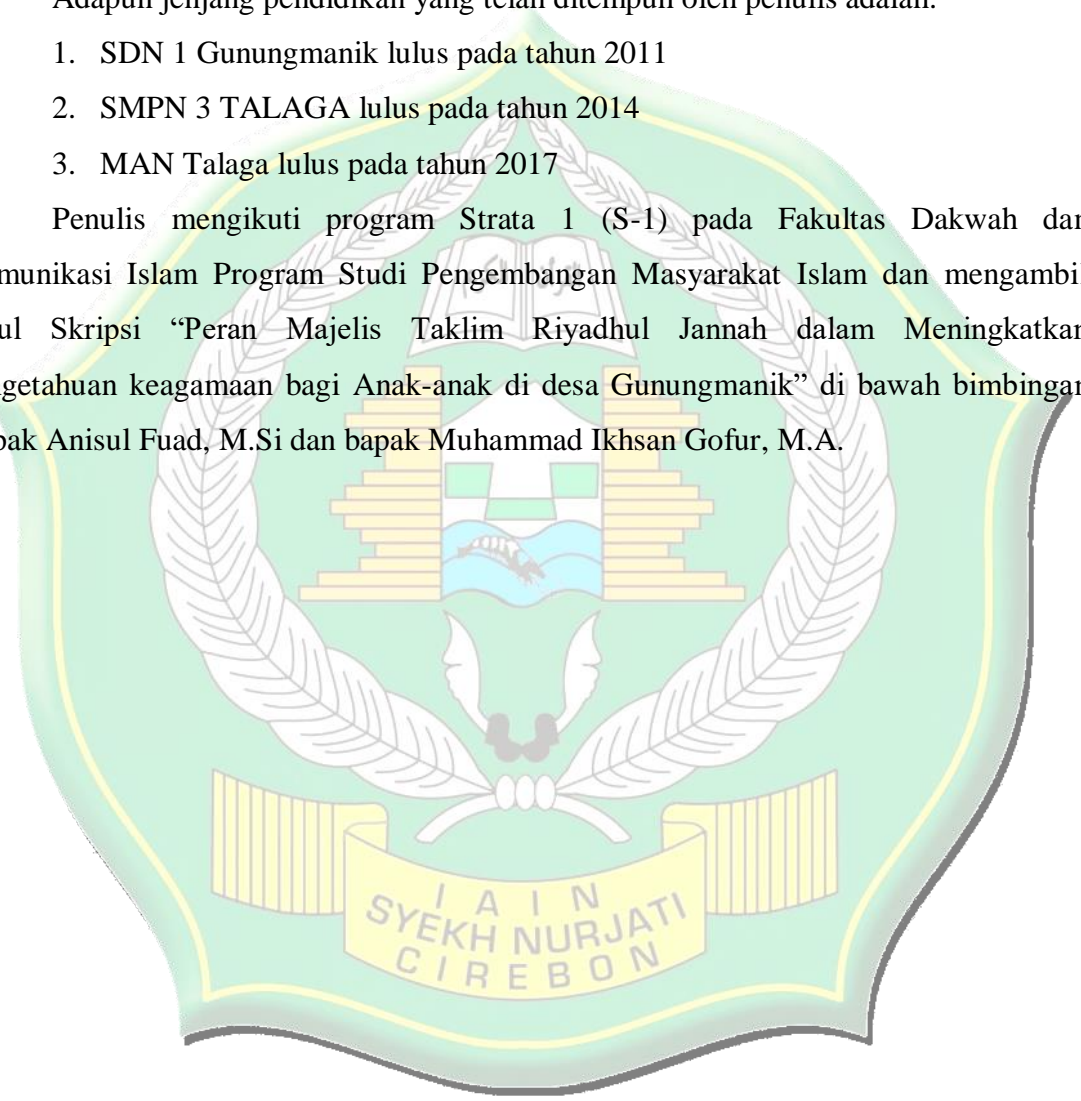 Adapun jenjang pendidikan yang telah ditempuh oleh penulis adalah:
1. SDN 1 Gunungmanik lulus pada tahun 2011
2. SMPN 3 TALAGA lulus pada tahun 2014
3. MAN Talaga lulus pada tahun 2017
Penulis mengikuti program Strata 1 (S-1) pada Fakultas Dakwah dan
munikasi Islam Program Studi Pengembangan Masyarakat Islam dan mengambil
ul Skripsi “Peran Majelis Taklim Riyadhul Jannah dalam Meningkatkan
getahuan keagamaan bagi Anak-anak di desa Gunungmanik” di bawah bimbingan
pak Anisul Fuad, M.Si dan bapak Muhammad Ikhsan Gofur, M.A.
IAIN
SYEKH NURJATI
CIREBON